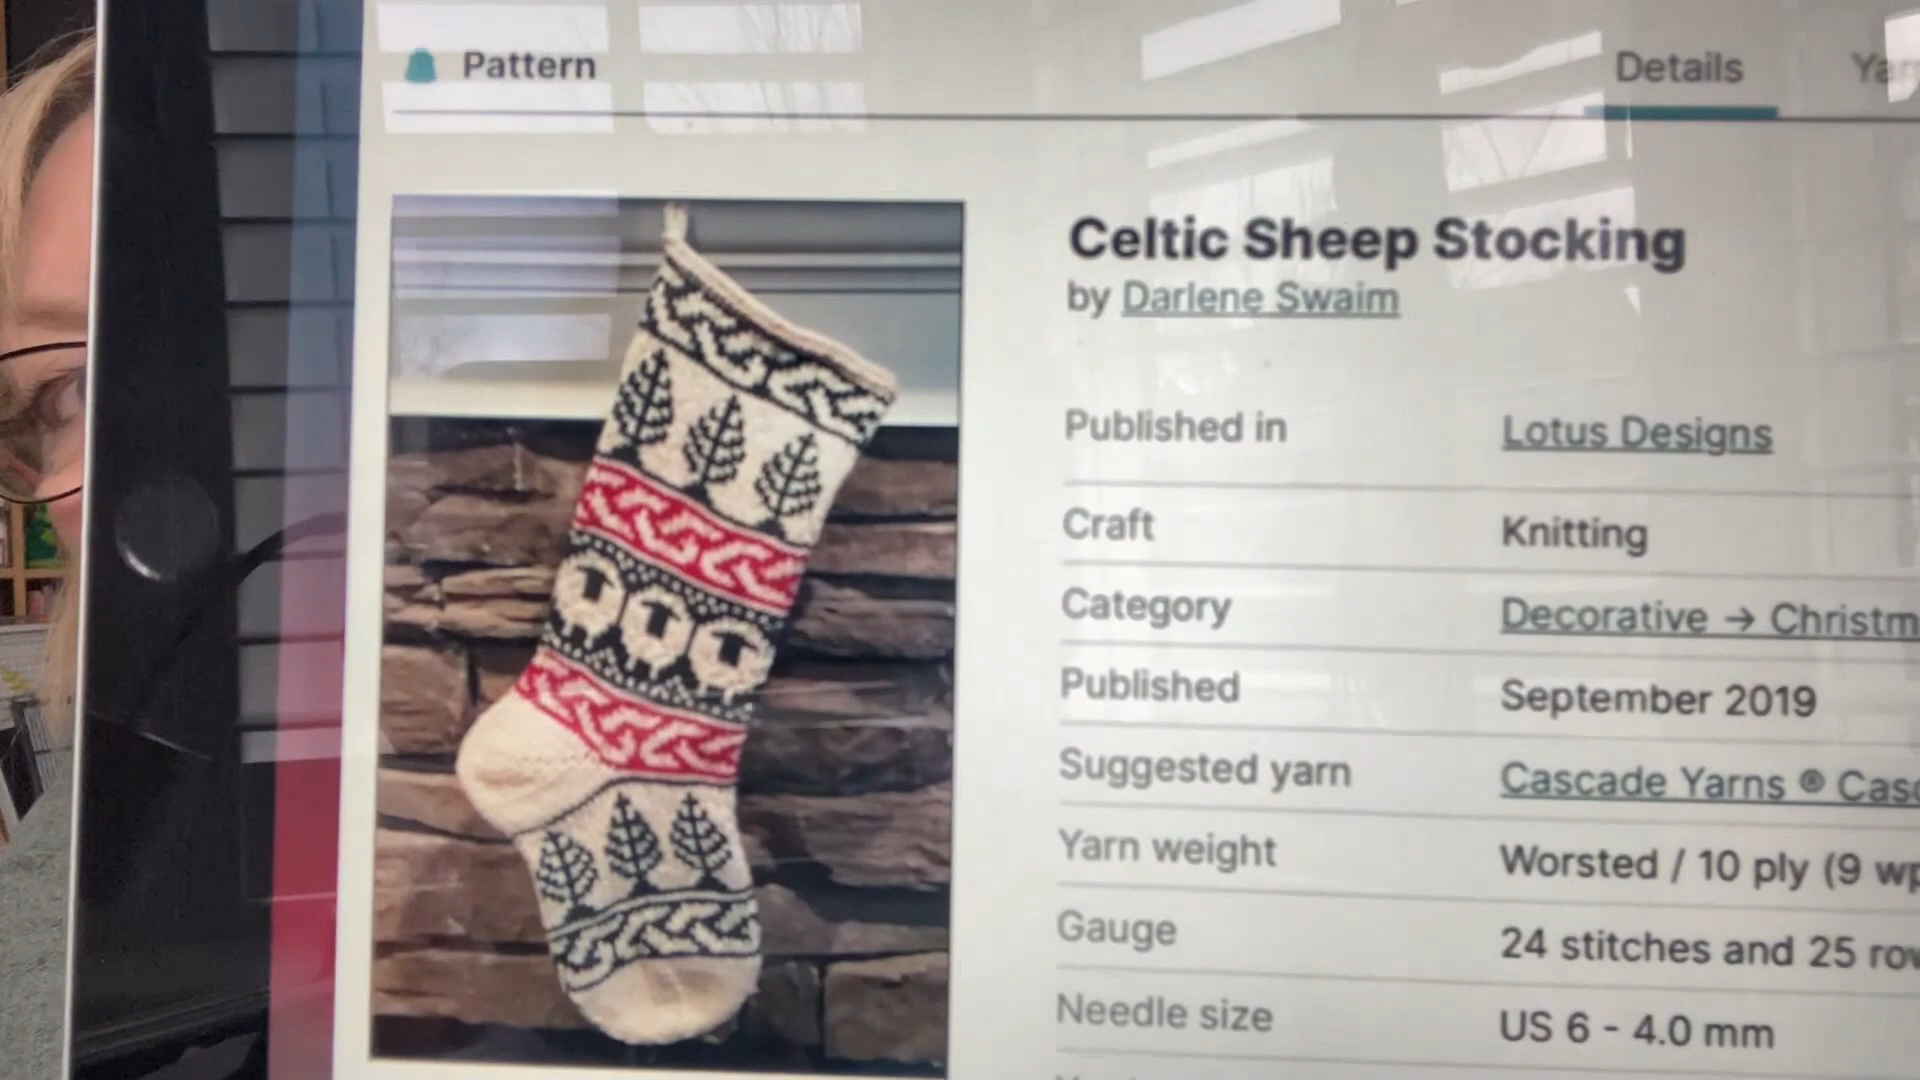 Pattern
Details
Celtic Sheep Stocking
by Darlene Swaim
Published in Lotus Designs
Craft Knitting
Category Decorative → Christm
Published September 2019
Suggested yarn Cascade Yarns ® Casc
Yarn weight Worsted / 10 ply (9 wp
Gauge 24 stitches and 25 row
Needle size US 6 - 4.0 mm